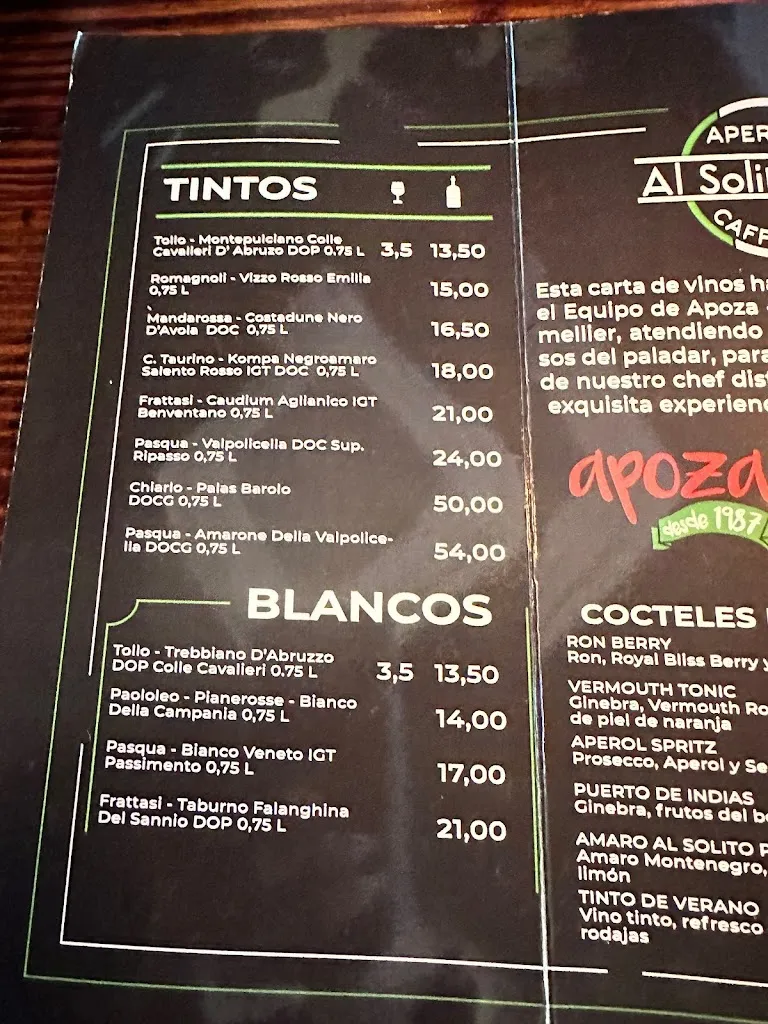 TINTOS
Tollo - Montepulciano Colle
Cavalieri D' Abruzo DOP 0.75 L 3,5 13,50
Romagnoli - Vizzo Rosso Emilia
0,75 L 15,00
Mandarossa - Costadune Nero
D'Avola DOC 0,75 L 16,50
C. Taurino - Kompa Negroamaro
Salento Rosso IGT DOC 0,75 L 18,00
Frattasi - Caudium Aglianico IGT
Benventano 0,75 L 21,00
Pasqua - Valpolicella DOC Sup.
Ripasso 0,75 L 24,00
Chiarlo - Palas Barolo
DOCG 0,75 L 50,00
Pasqua - Amarone Della Valpolice-
lla DOCG 0,75 L 54,00
BLANCOS
Tollo - Trebbiano D'Abruzzo
DOP Colle Cavalieri 0.75 L 3,5 13,50
Paololeo - Pianerosse - Bianco
Della Campania 0,75 L 14,00
Pasqua - Bianco Veneto IGT
Passimento 0,75 L 17,00
Frattasi - Taburno Falanghina
Del Sannio DOP 0,75 L 21,00
APER
Al Soli
CAFF
Esta carta de vinos ha
el Equipo de Apoza
mellier, atendiendo
sos del paladar, para
de nuestro chef dis
exquisita experien
apoza
desde 1987
COCTELES
RON BERRY
Ron, Royal Bliss Berry y
VERMOUTH TONIC
Ginebra, Vermouth Ro
de piel de naranja
APEROL SPRITZ
Prosecco, Aperol y Se
PUERTO DE INDIAS
Ginebra, frutos del b
AMARO AL SOLITO P
Amaro Montenegro,
limón
TINTO DE VERANO
Vino tinto, refresco
rodajas